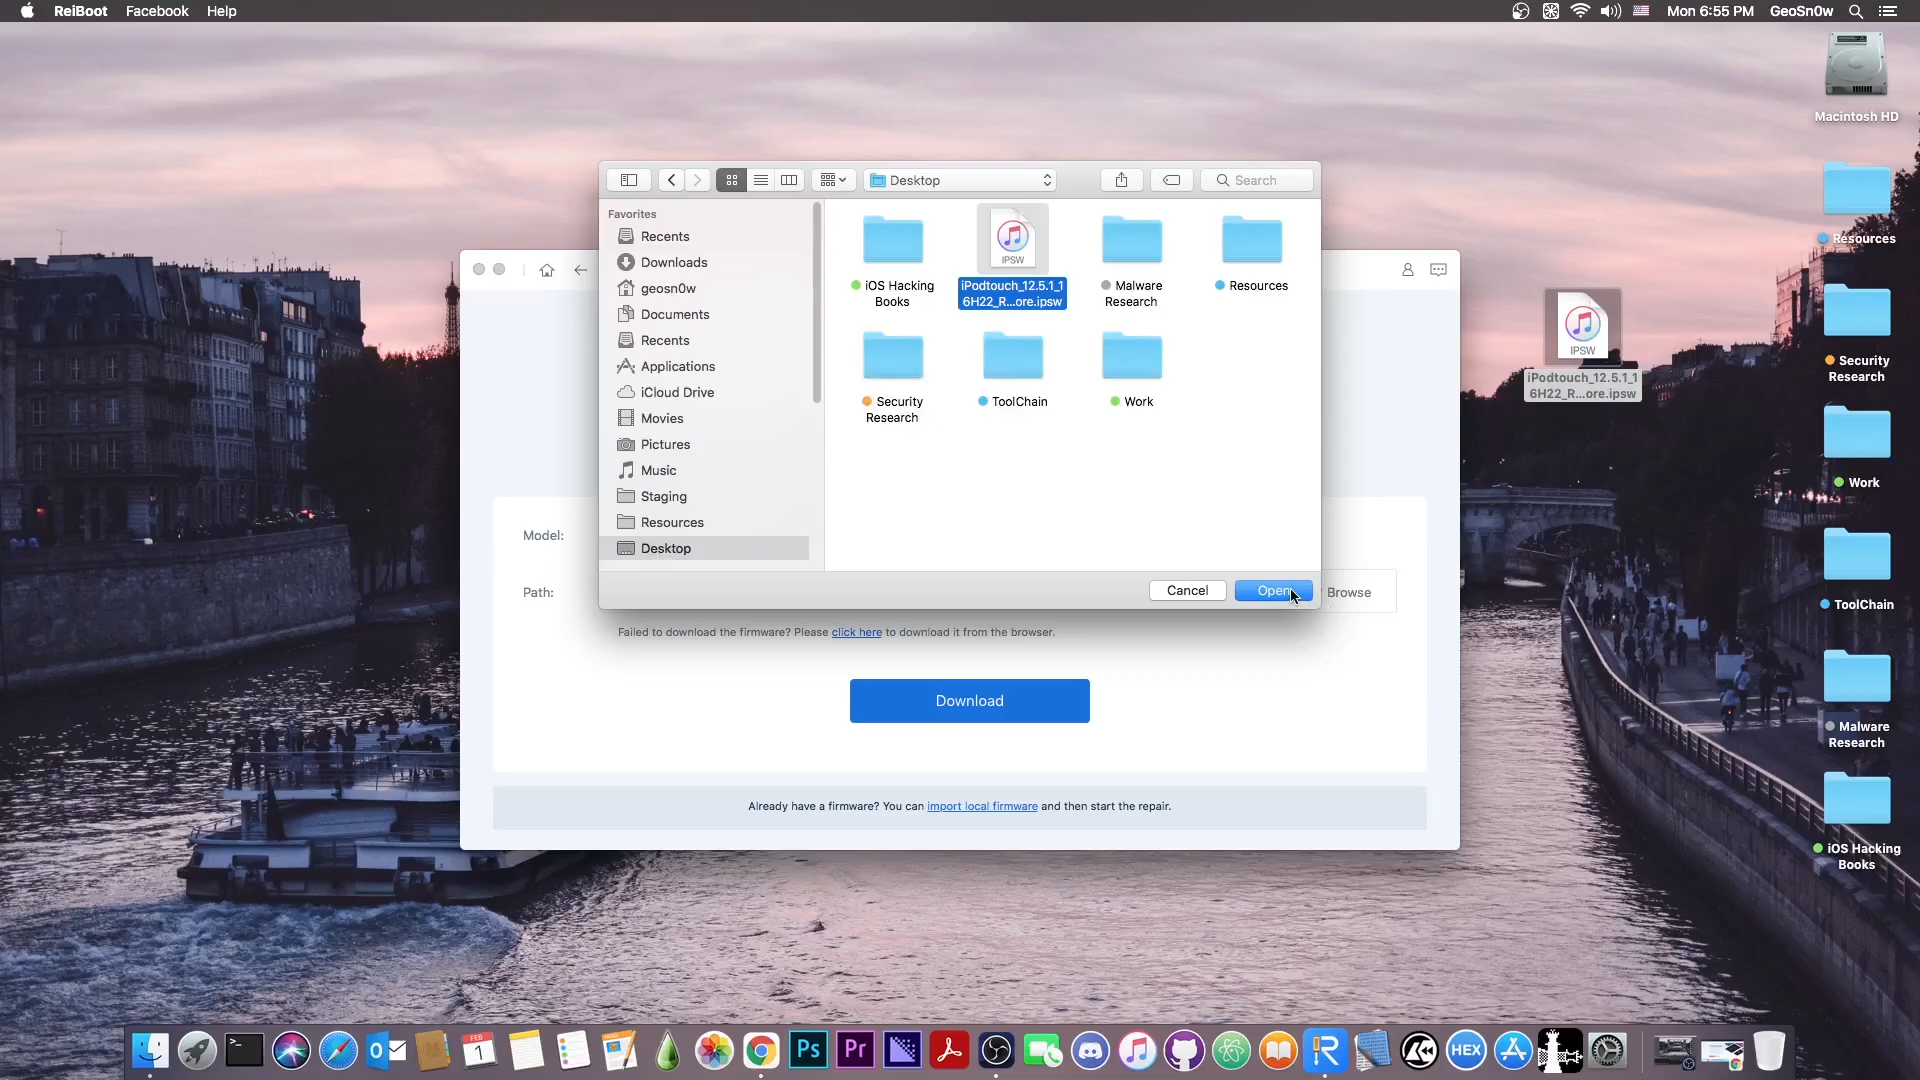 ReiBoot Facebook Help
Mon 6:55 PM GeoSn0w
Macintosh HD
Resources
Security
Research
Work
ToolChain
Malware
Research
iOS Hacking
Books
IPSW
iPodtouch_12.5.1_1
6H22_R...ore.ipsw
Desktop
Search
Favorites
Recents
Downloads
geosn0w
Documents
Recents
Applications
iCloud Drive
Movies
Pictures
Music
Staging
Resources
Desktop
iOS Hacking
Books
IPSW
iPodtouch_12.5.1_1
6H22_R...ore.ipsw
Malware
Research
Resources
Security
Research
ToolChain
Work
Cancel
Open
Model:
Path:
Browse
Failed to download the firmware? Please click here to download it from the browser.
Download
Already have a firmware? You can import local firmware and then start the repair.
FEB
1
Ps
Pr
HEX